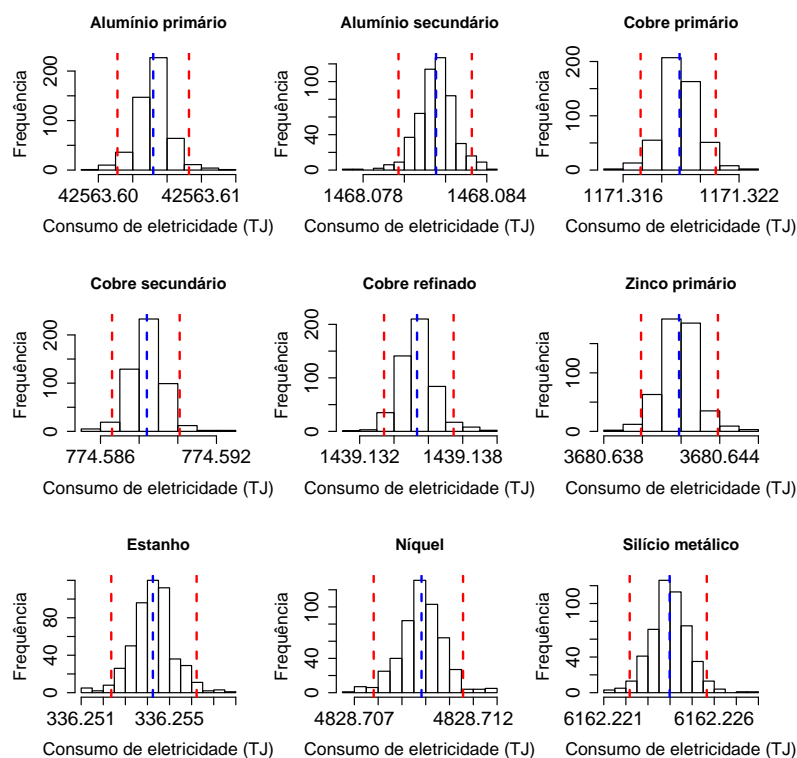 Alumínio primário
Frequência
0
100
200
42563.60
42563.61
Consumo de eletricidade (TJ)
Alumínio secundário
Frequência
0
40
100
1468.078
1468.084
Consumo de eletricidade (TJ)
Cobre primário
Frequência
0
100
200
1171.316
1171.322
Consumo de eletricidade (TJ)
Cobre secundário
Frequência
0
100
200
774.586
774.592
Consumo de eletricidade (TJ)
Cobre refinado
Frequência
0
100
200
1439.132
1439.138
Consumo de eletricidade (TJ)
Zinco primário
Frequência
0
50
150
3680.638
3680.644
Consumo de eletricidade (TJ)
Estanho
Frequência
0
40
80
336.251
336.255
Consumo de eletricidade (TJ)
Níquel
Frequência
0
40
100
4828.707
4828.712
Consumo de eletricidade (TJ)
Silício metálico
Frequência
0
40
100
6162.221
6162.226
Consumo de eletricidade (TJ)